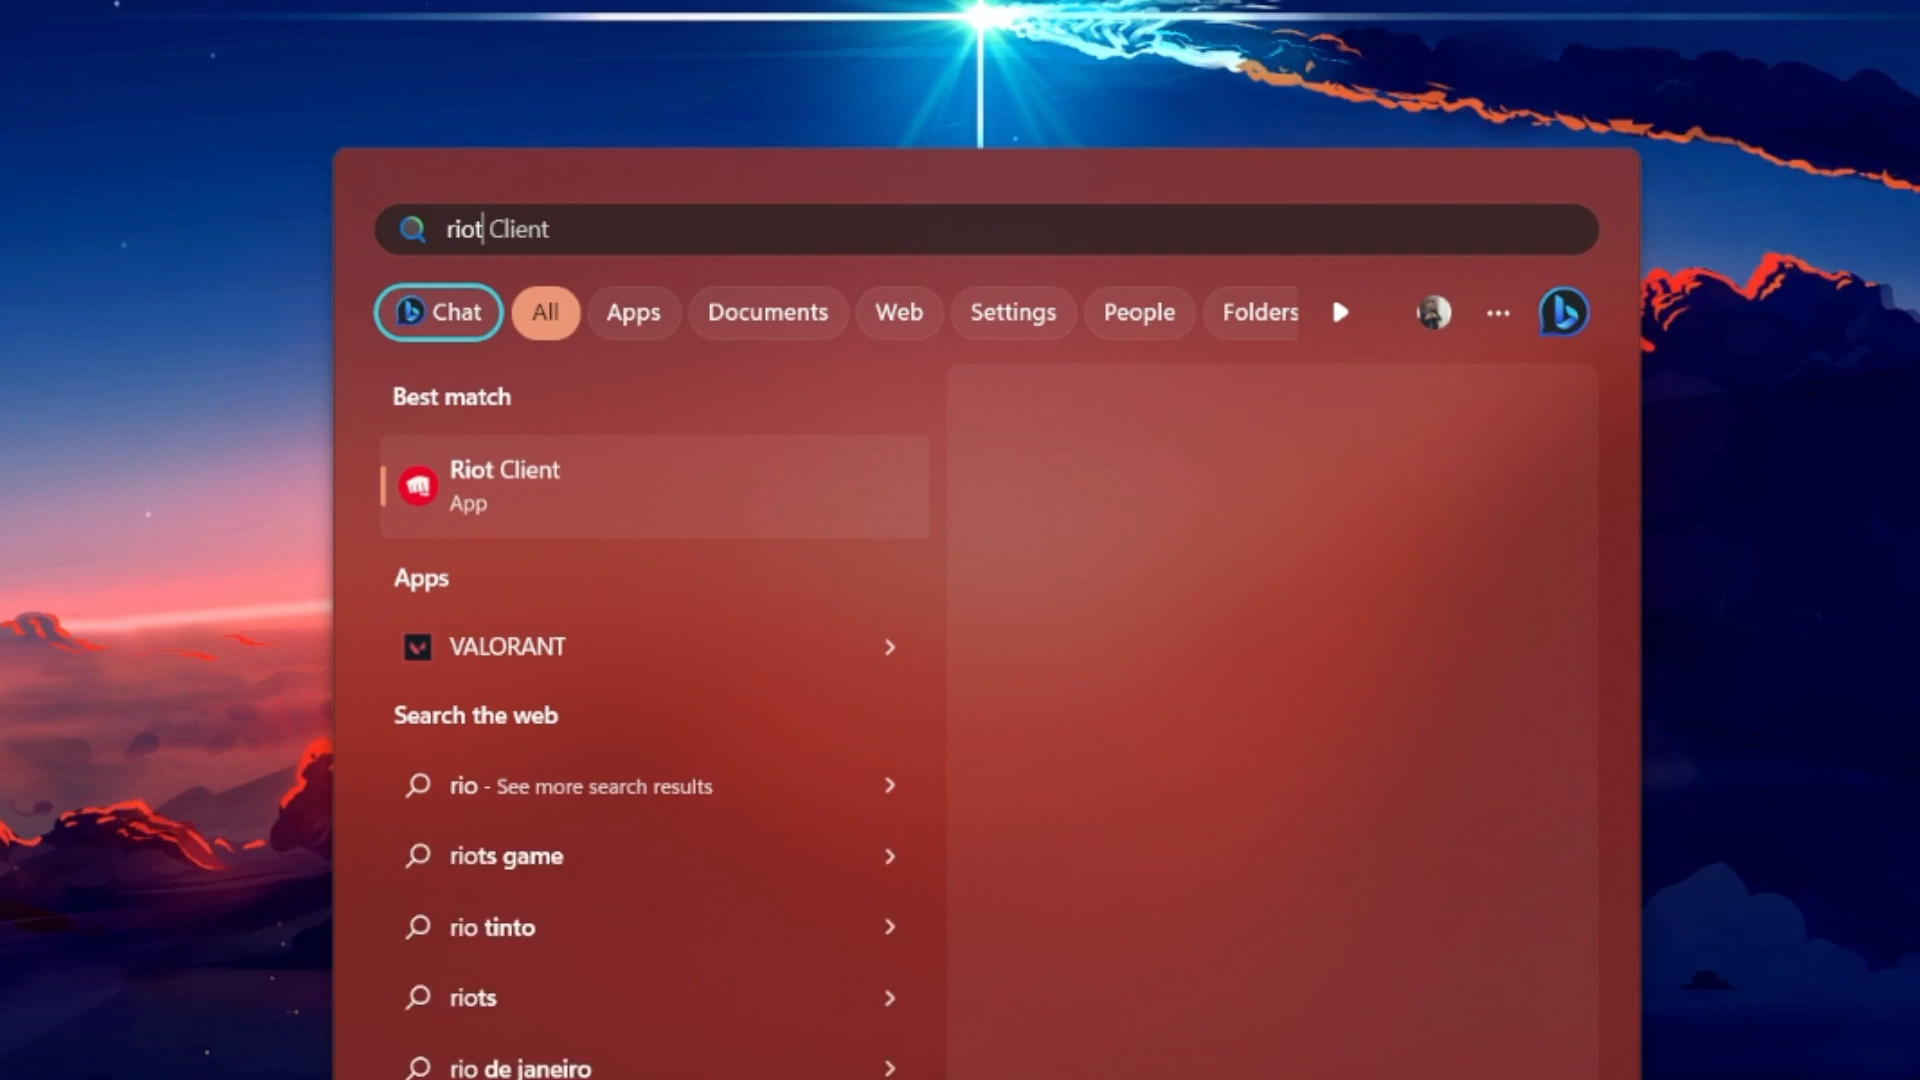 riot Client
Chat All Apps Documents Web Settings People Folders
Best match
Riot Client
App
Apps
VALORANT
Search the web
rio - See more search results
riots game
rio tinto
riots
rio de janeiro